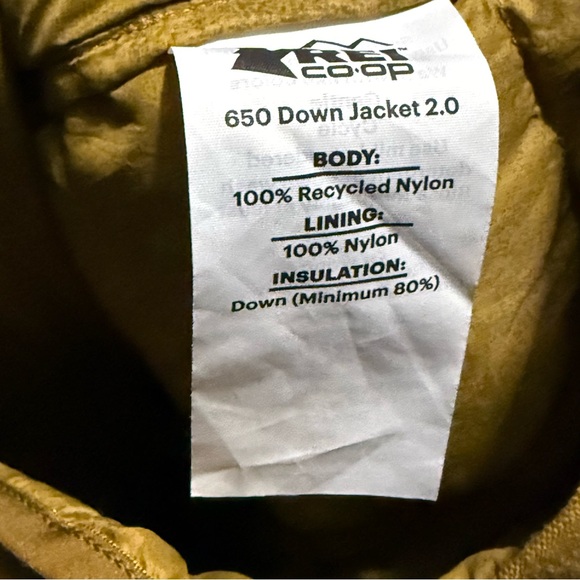 REI
co·op
650 Down Jacket 2.0
BODY:
100% Recycled Nylon
LINING:
100% Nylon
INSULATION:
Down (Minimum 80%)